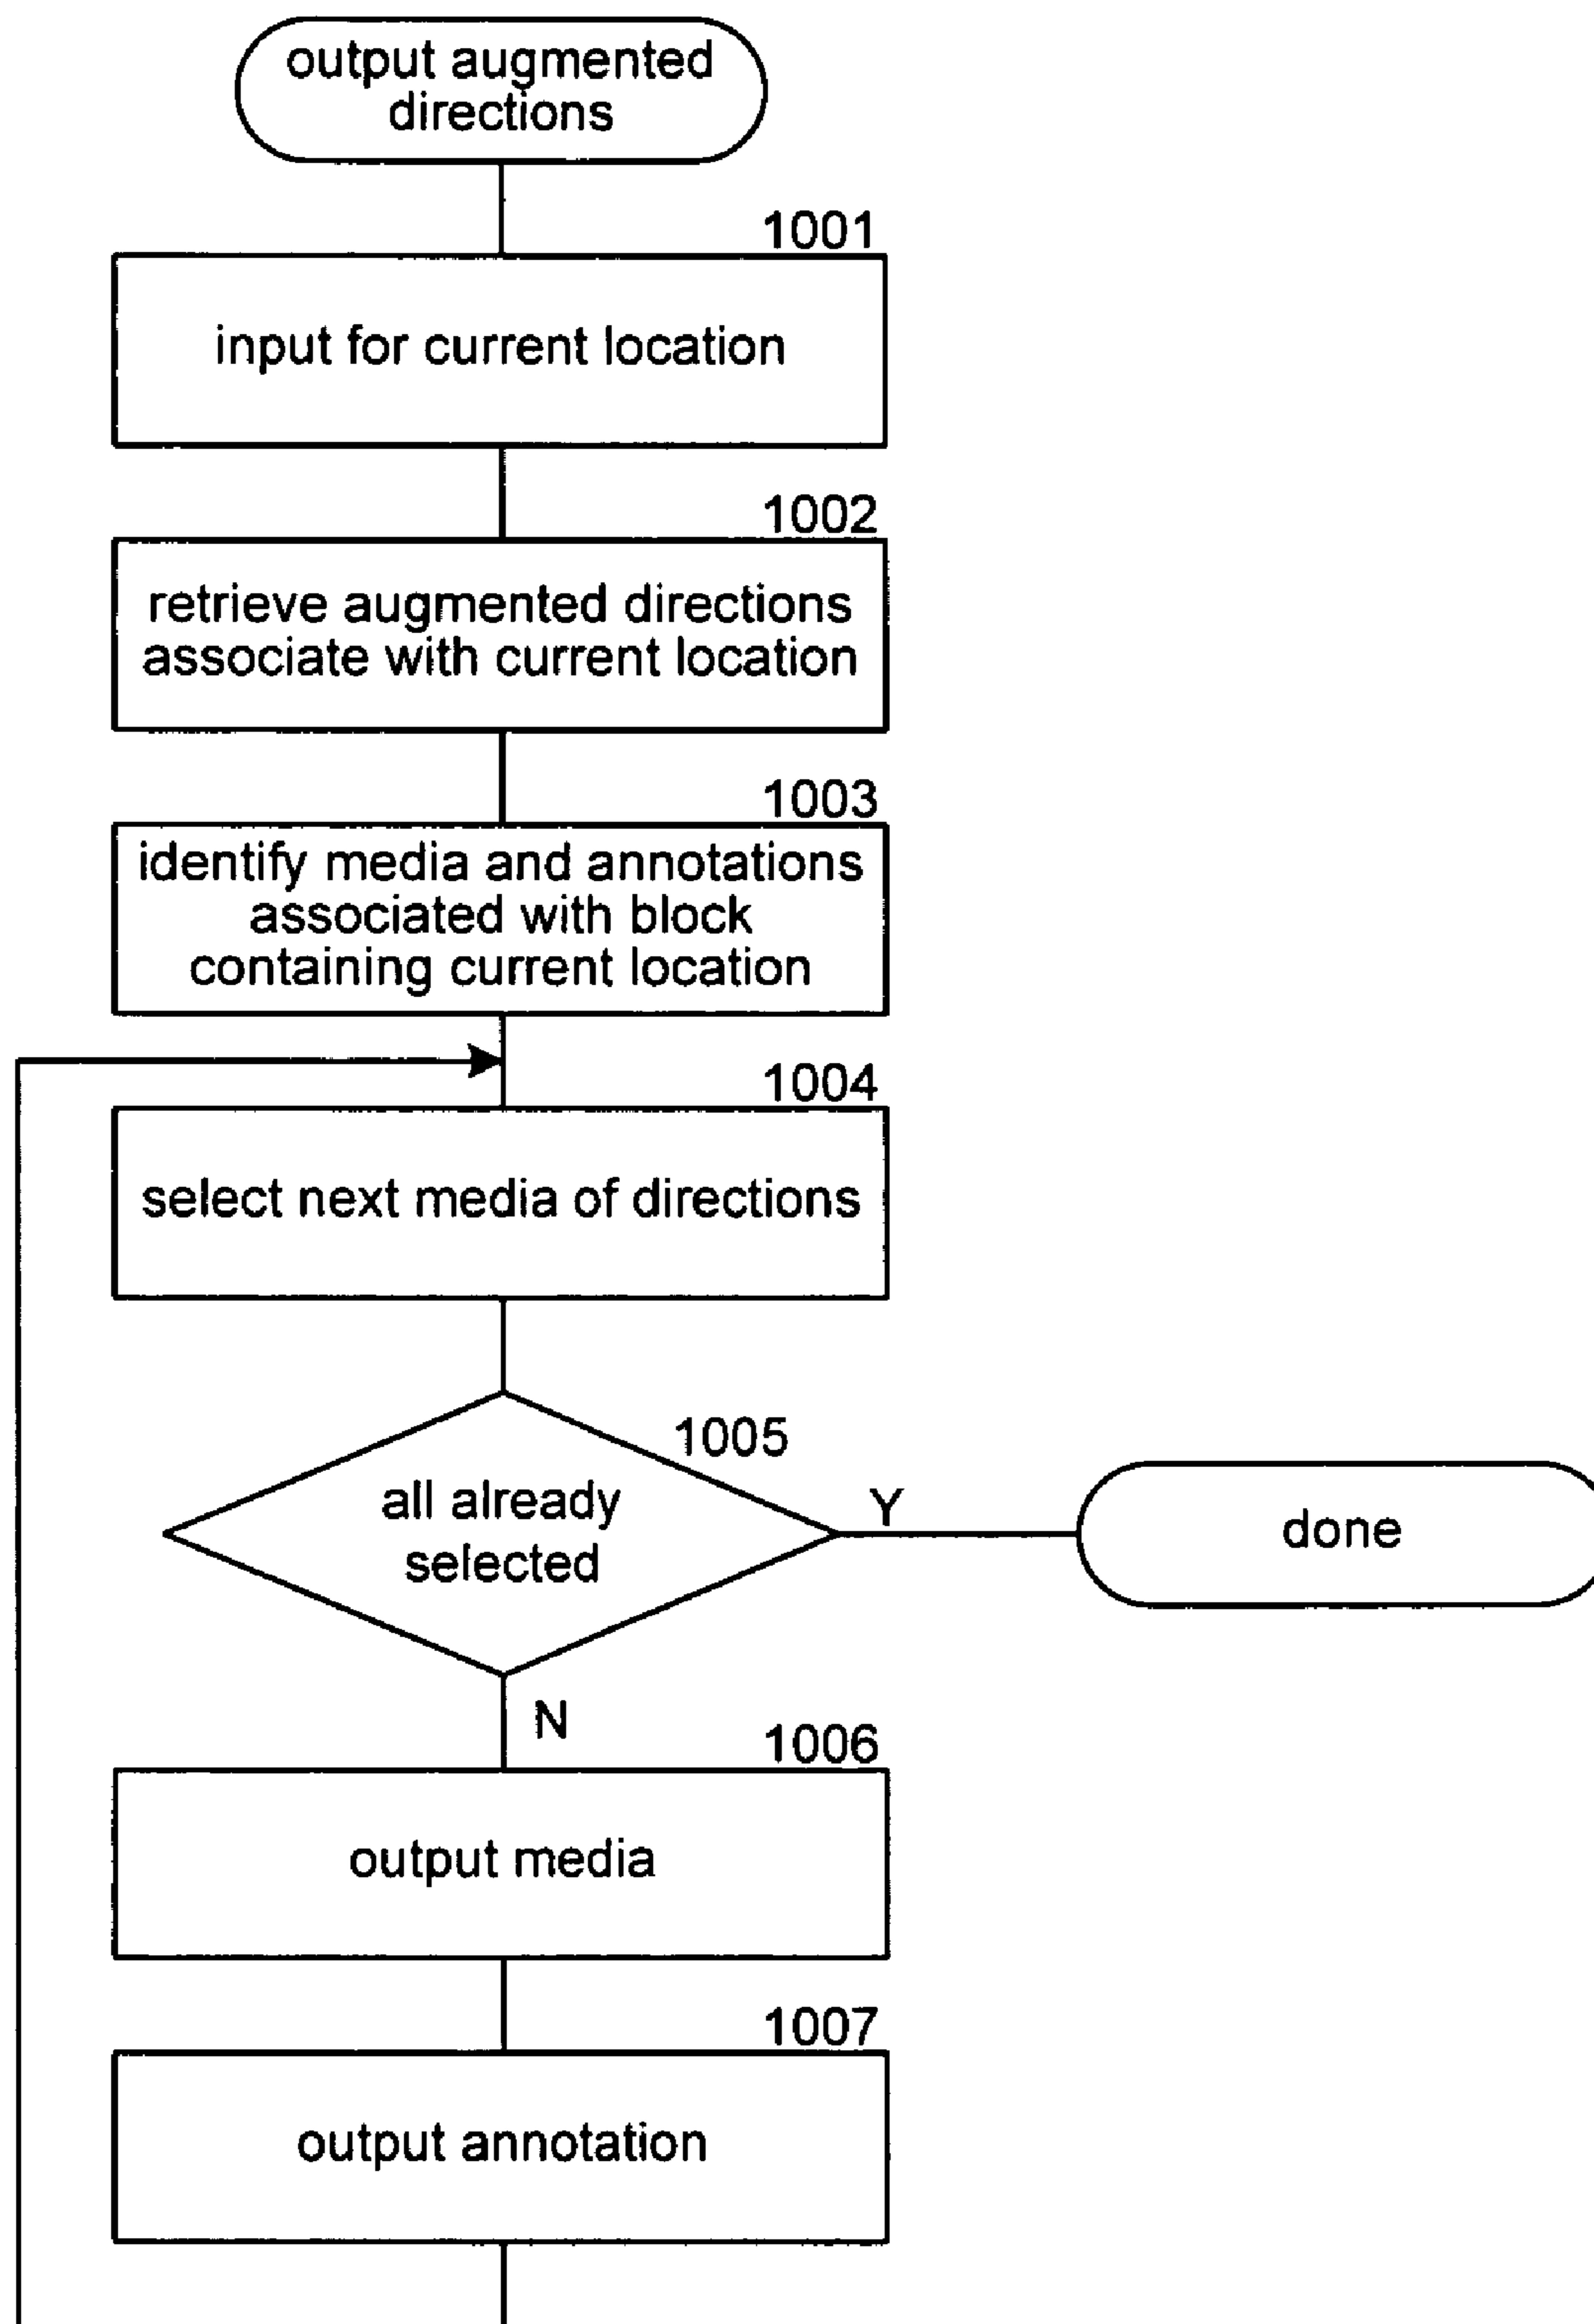 output augmented
directions
1001
input for current location
1002
retrieve augmented directions
associate with current location
1003
identify media and annotations
associated with block
containing current location
1004
select next media of directions
1005
all already
selected
Y
done
N
1006
output media
1007
output annotation